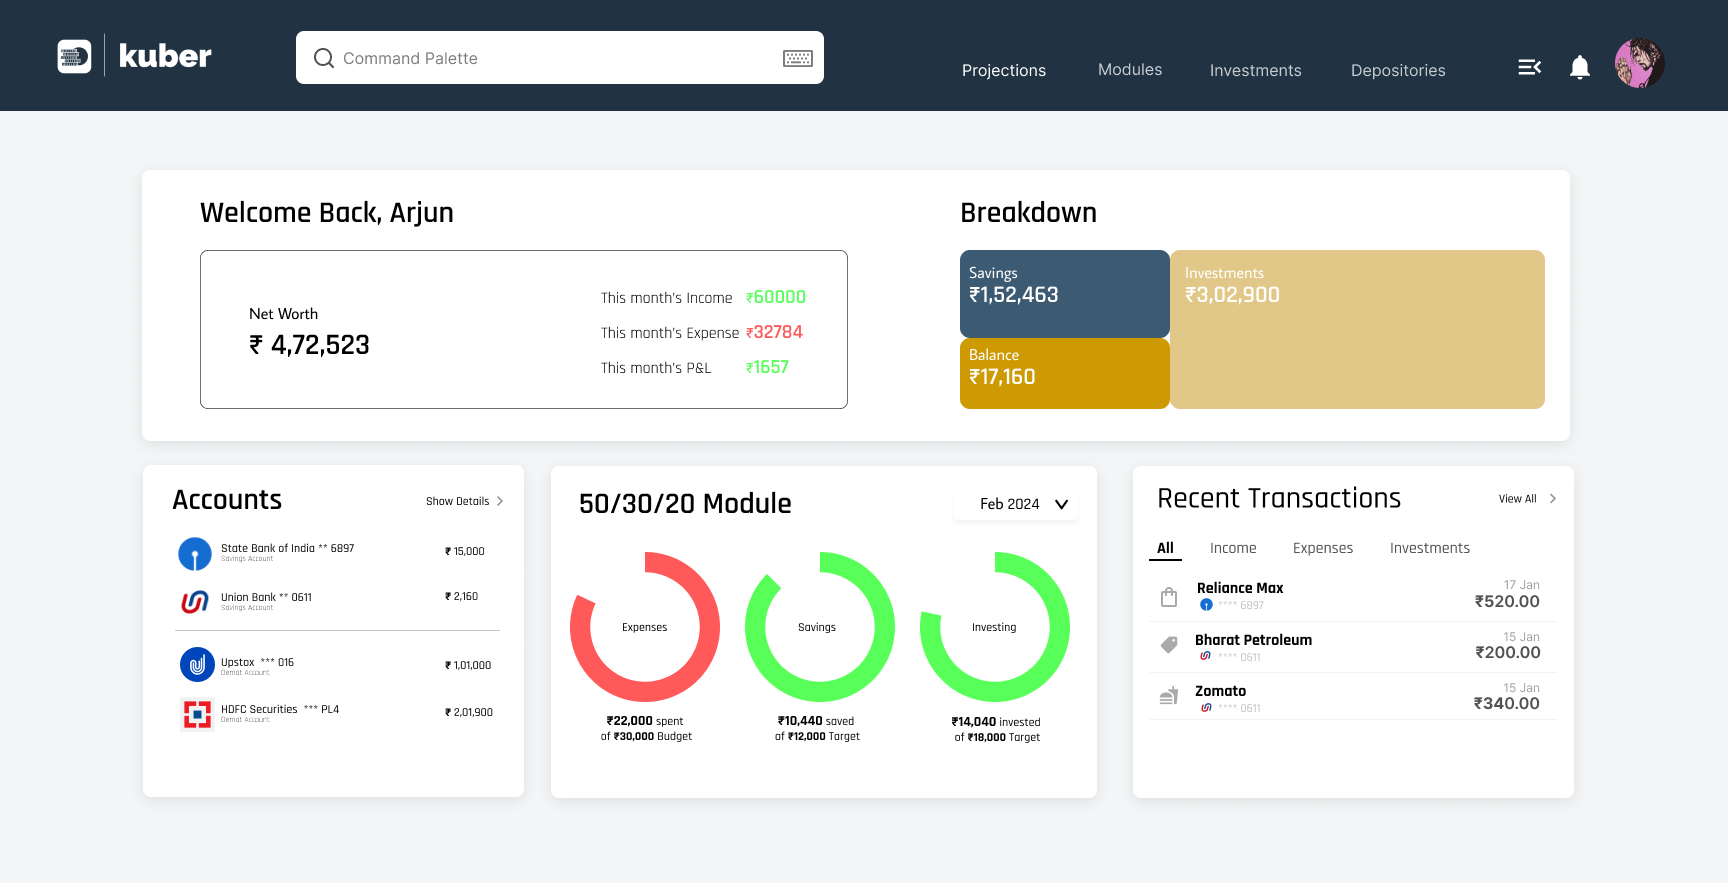 kuber
Command Palette
Projections
Modules
Investments
Depositories
Welcome Back, Arjun
Net Worth
₹ 4,72,523
This month's Income ₹60000
This month's Expense ₹32784
This month's P&L ₹1657
Breakdown
Savings
₹1,52,463
Balance
₹17,160
Investments
₹3,02,900
Accounts
Show Details
State Bank of India ** 6897
Savings Account
₹ 15,000
Union Bank ** 0611
Savings Account
₹ 2,160
Upstox *** 016
Demat Account
₹ 1,01,000
HDFC Securities *** PL4
Demat Account
₹ 2,01,900
50/30/20 Module
Feb 2024
Expenses
₹22,000 spent
of ₹30,000 Budget
Savings
₹10,440 saved
of ₹12,000 Target
Investing
₹14,040 invested
of ₹18,000 Target
Recent Transactions
View All
All
Income
Expenses
Investments
Reliance Max
**** 6897
17 Jan
₹520.00
Bharat Petroleum
**** 0611
15 Jan
₹200.00
Zomato
**** 0611
15 Jan
₹340.00